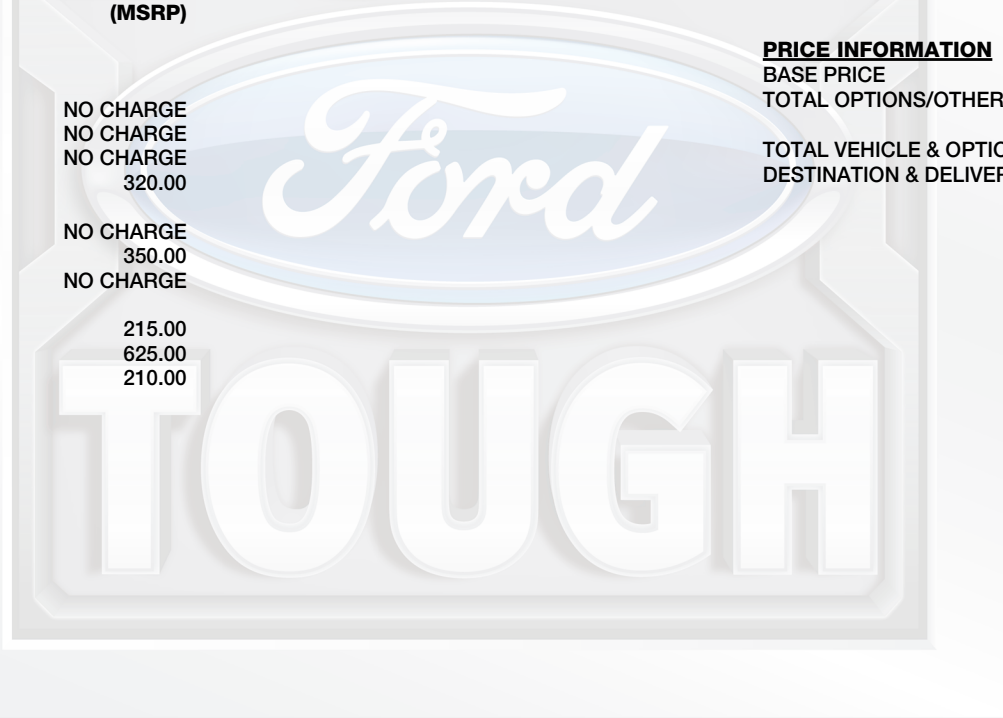 (MSRP)
NO CHARGE
NO CHARGE
NO CHARGE
320.00
NO CHARGE
350.00
NO CHARGE
215.00
625.00
210.00
PRICE INFORMATION
BASE PRICE
TOTAL OPTIONS/OTHER
TOTAL VEHICLE & OPTIO
DESTINATION & DELIVER
Ford
TOUGH